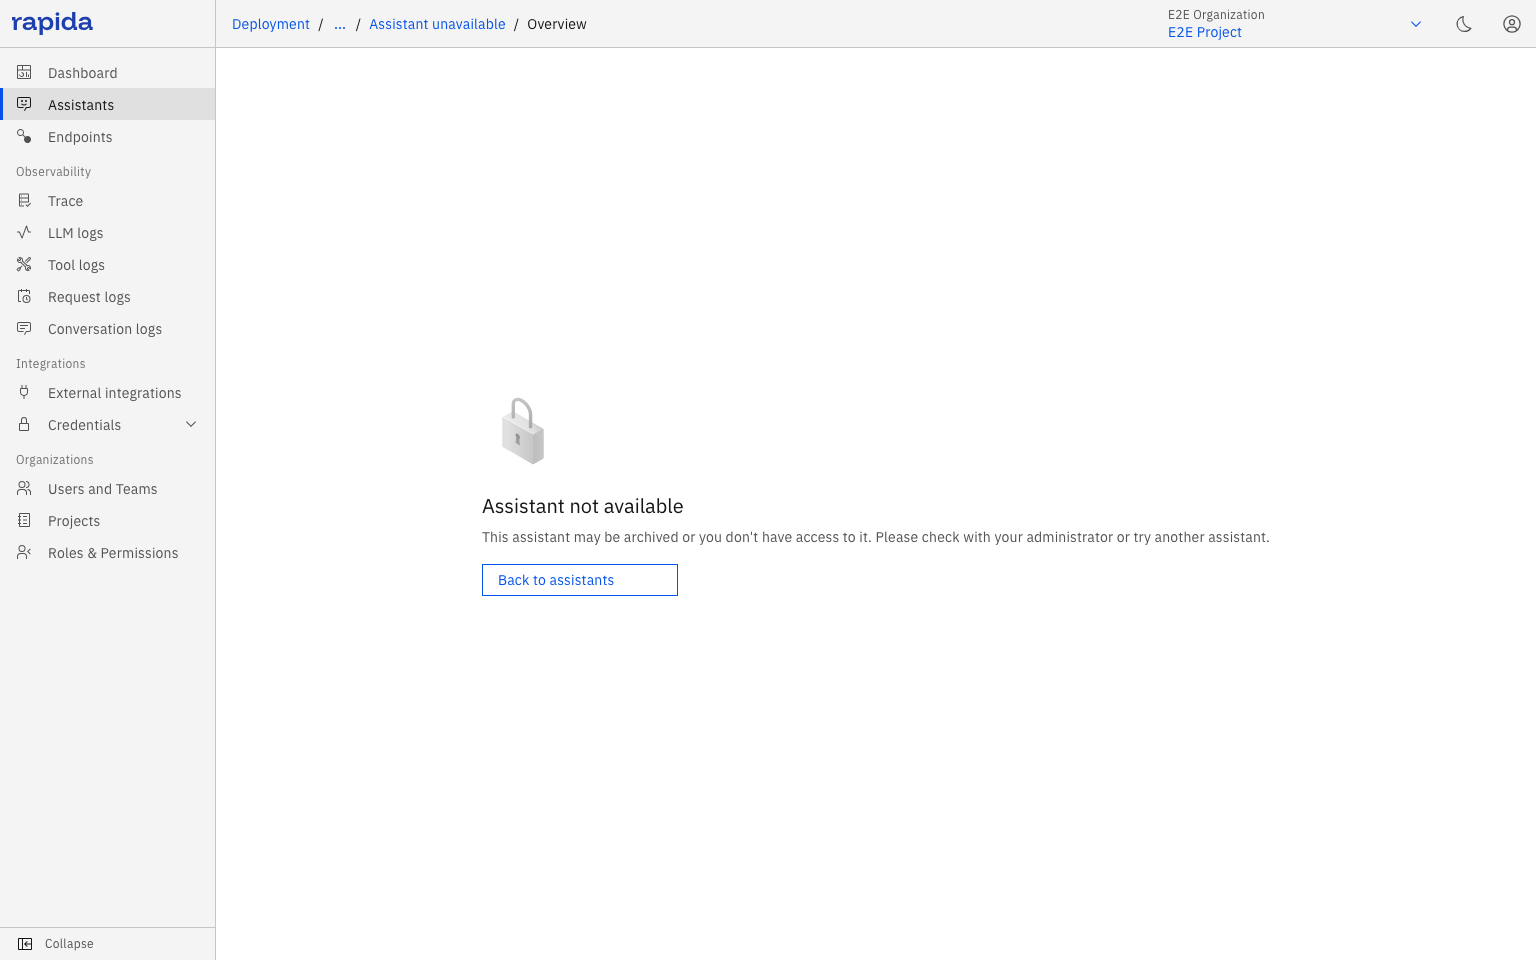 rapida
Deployment / ... / Assistant unavailable / Overview
E2E Organization
E2E Project
Dashboard
Assistants
Endpoints
Observability
Trace
LLM logs
Tool logs
Request logs
Conversation logs
Integrations
External integrations
Credentials
Organizations
Users and Teams
Projects
Roles & Permissions
Collapse
Assistant not available
This assistant may be archived or you don't have access to it. Please check with your administrator or try another assistant.
Back to assistants